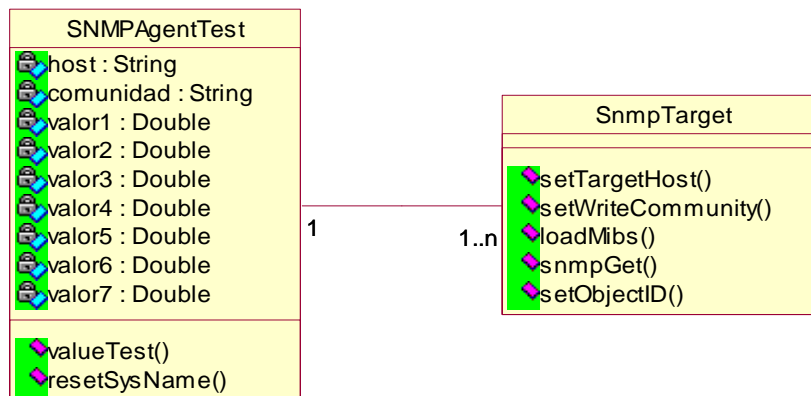 SNMPAgentTest
host : String
comunidad : String
valor1 : Double
valor2 : Double
valor3 : Double
valor4 : Double
valor5 : Double
valor6 : Double
valor7 : Double
valueTest()
resetSysName()
1
1..n
SnmpTarget
setTargetHost()
setWriteCommunity()
loadMibs()
snmpGet()
setObjectID()